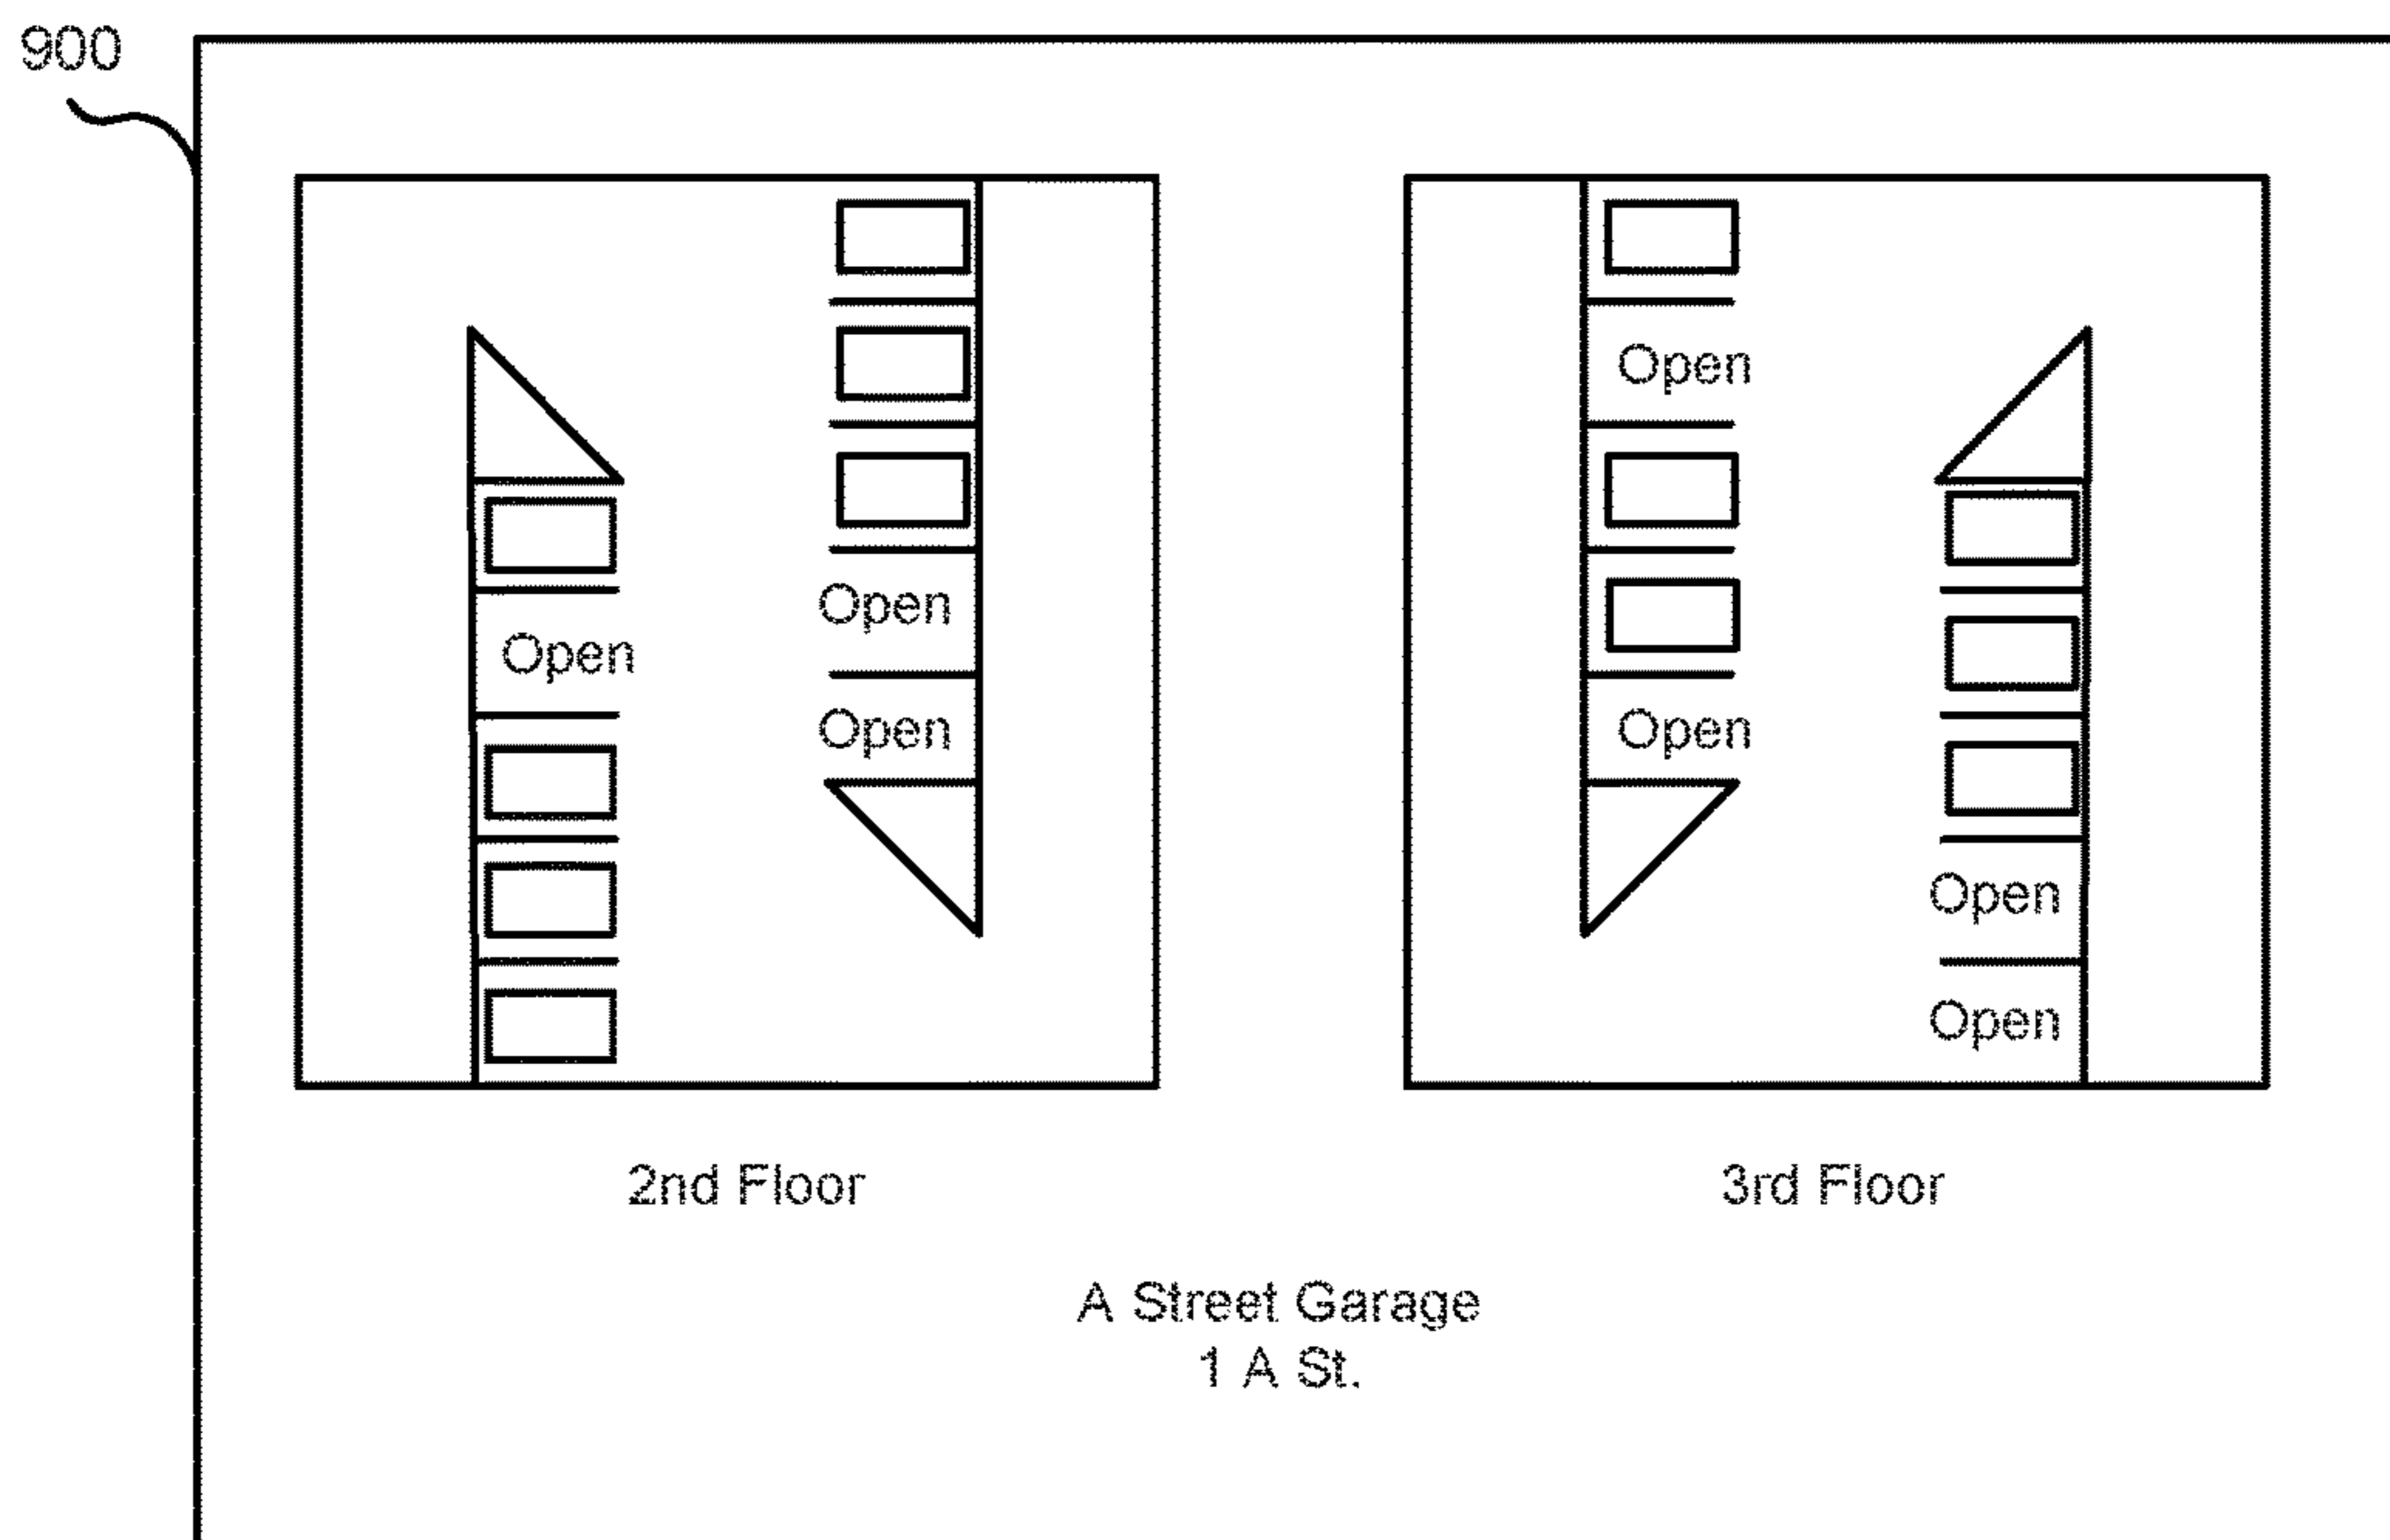 900
Open
Open
Open
Open
Open
Open
Open
2nd Floor
3rd Floor
A Street Garage
1 A St.